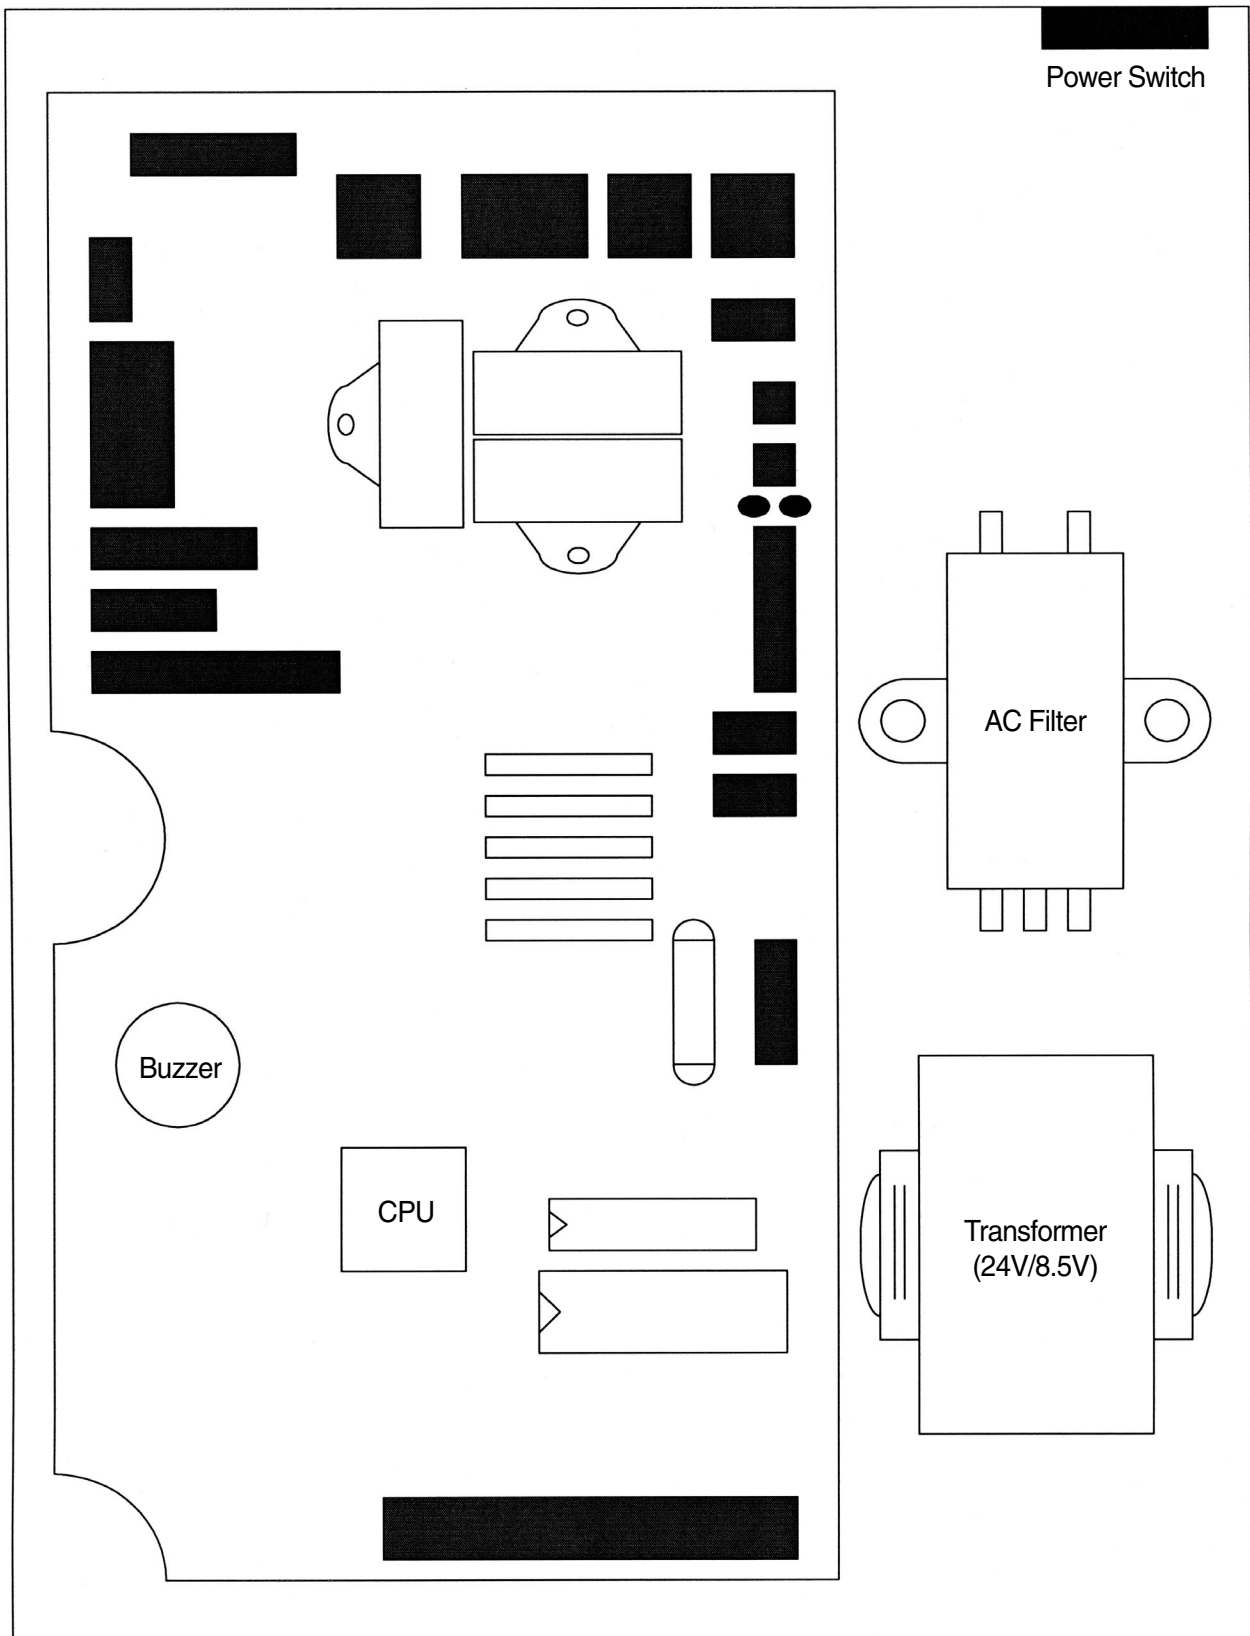 Power Switch
AC Filter
Buzzer
CPU
Transformer
(24V/8.5V)